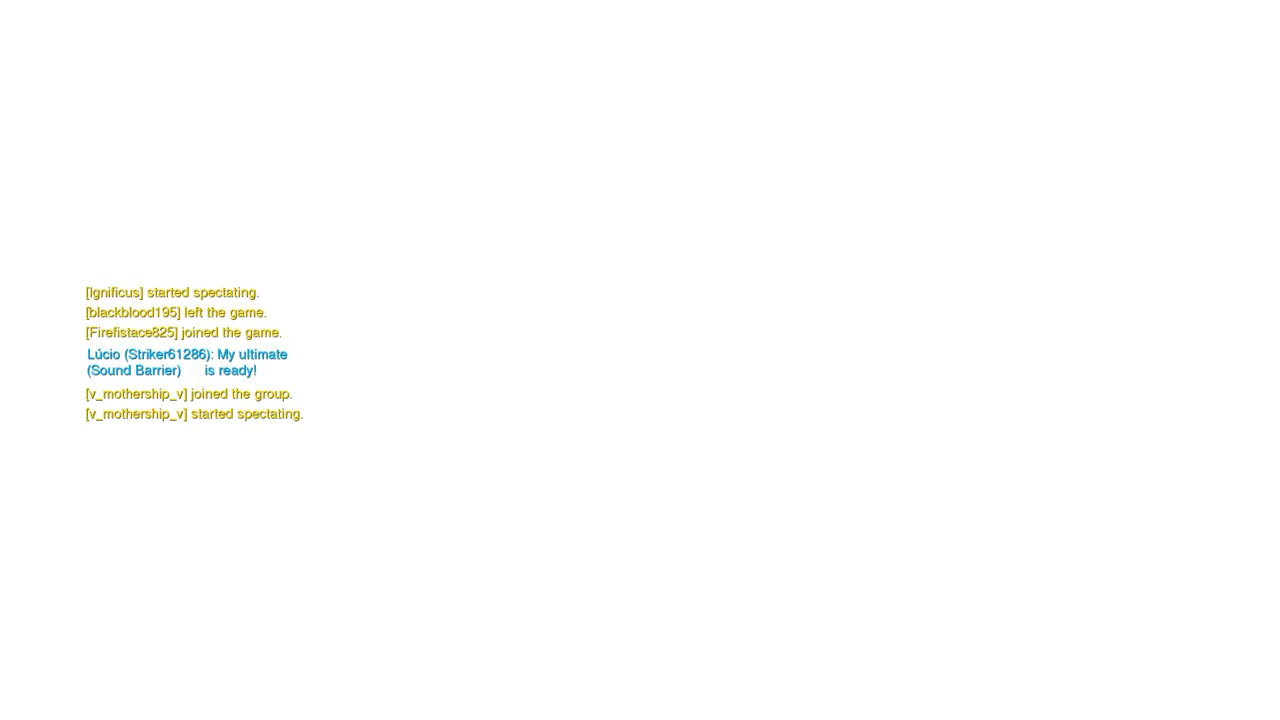 [Ignificus] started spectating.
[blackblood195] left the game.
[Firefistace825] joined the game.
Lúcio (Striker61286): My ultimate
(Sound Barrier) is ready!
[v_mothership_v] joined the group.
[v_mothership_v] started spectating.